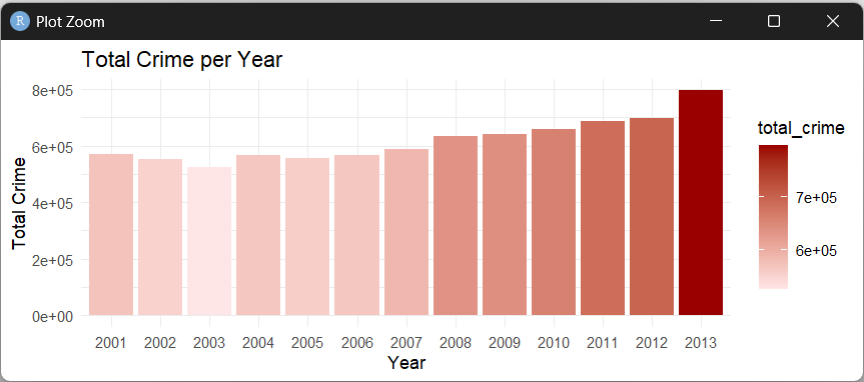 R Plot Zoom
Total Crime per Year
8e+05
6e+05
4e+05
2e+05
0e+00
Total Crime
2001 2002 2003 2004 2005 2006 2007 2008 2009 2010 2011 2012 2013
Year
total_crime
7e+05
6e+05